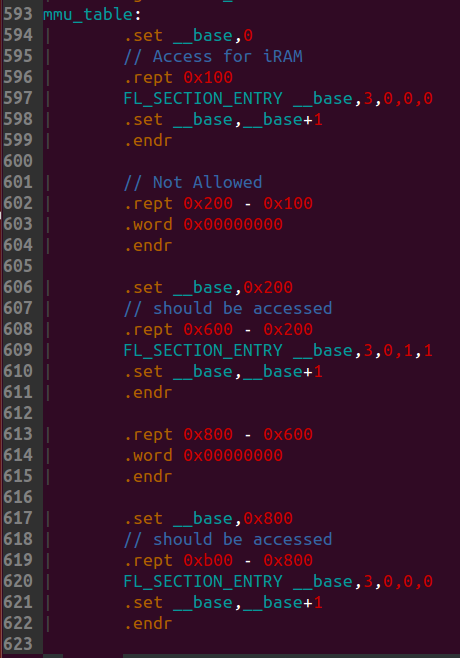 593 mmu_table:
594 .set __base,0
595 // Access for iRAM
596 .rept 0x100
597 FL_SECTION_ENTRY __base,3,0,0,0
598 .set __base,__base+1
599 .endr
600
601 // Not Allowed
602 .rept 0x200 - 0x100
603 .word 0x00000000
604 .endr
605
606 .set __base,0x200
607 // should be accessed
608 .rept 0x600 - 0x200
609 FL_SECTION_ENTRY __base,3,0,1,1
610 .set __base,__base+1
611 .endr
612
613 .rept 0x800 - 0x600
614 .word 0x00000000
615 .endr
616
617 .set __base,0x800
618 // should be accessed
619 .rept 0xb00 - 0x800
620 FL_SECTION_ENTRY __base,3,0,0,0
621 .set __base,__base+1
622 .endr
623